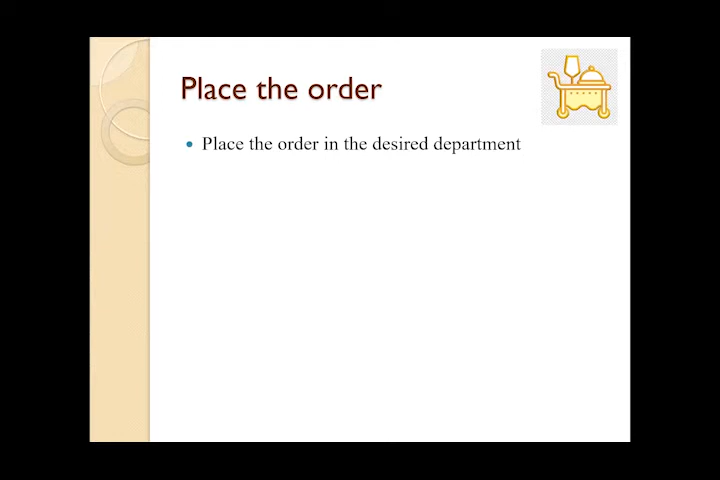 Place the order
Place the order in the desired department